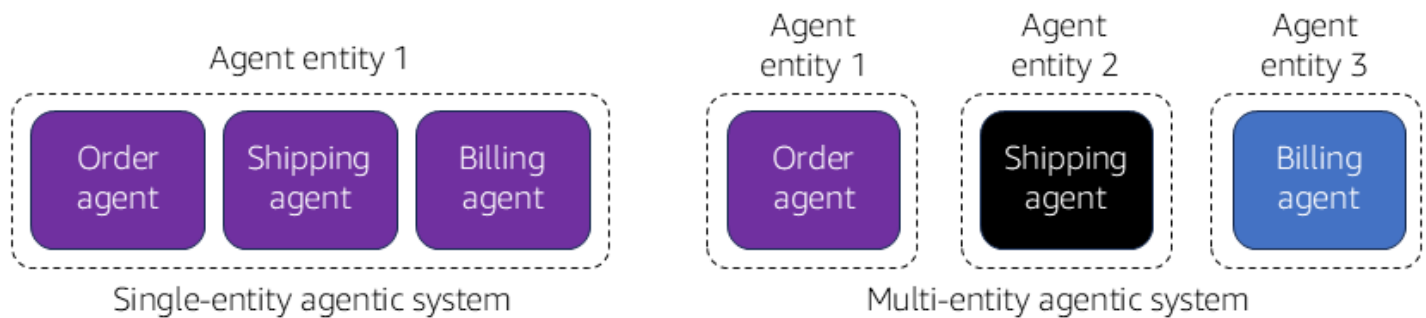 Agent entity 1
Order
agent
Shipping
agent
Billing
agent
Single-entity agentic system
Agent
entity 1
Agent
entity 2
Agent
entity 3
Order
agent
Shipping
agent
Billing
agent
Multi-entity agentic system